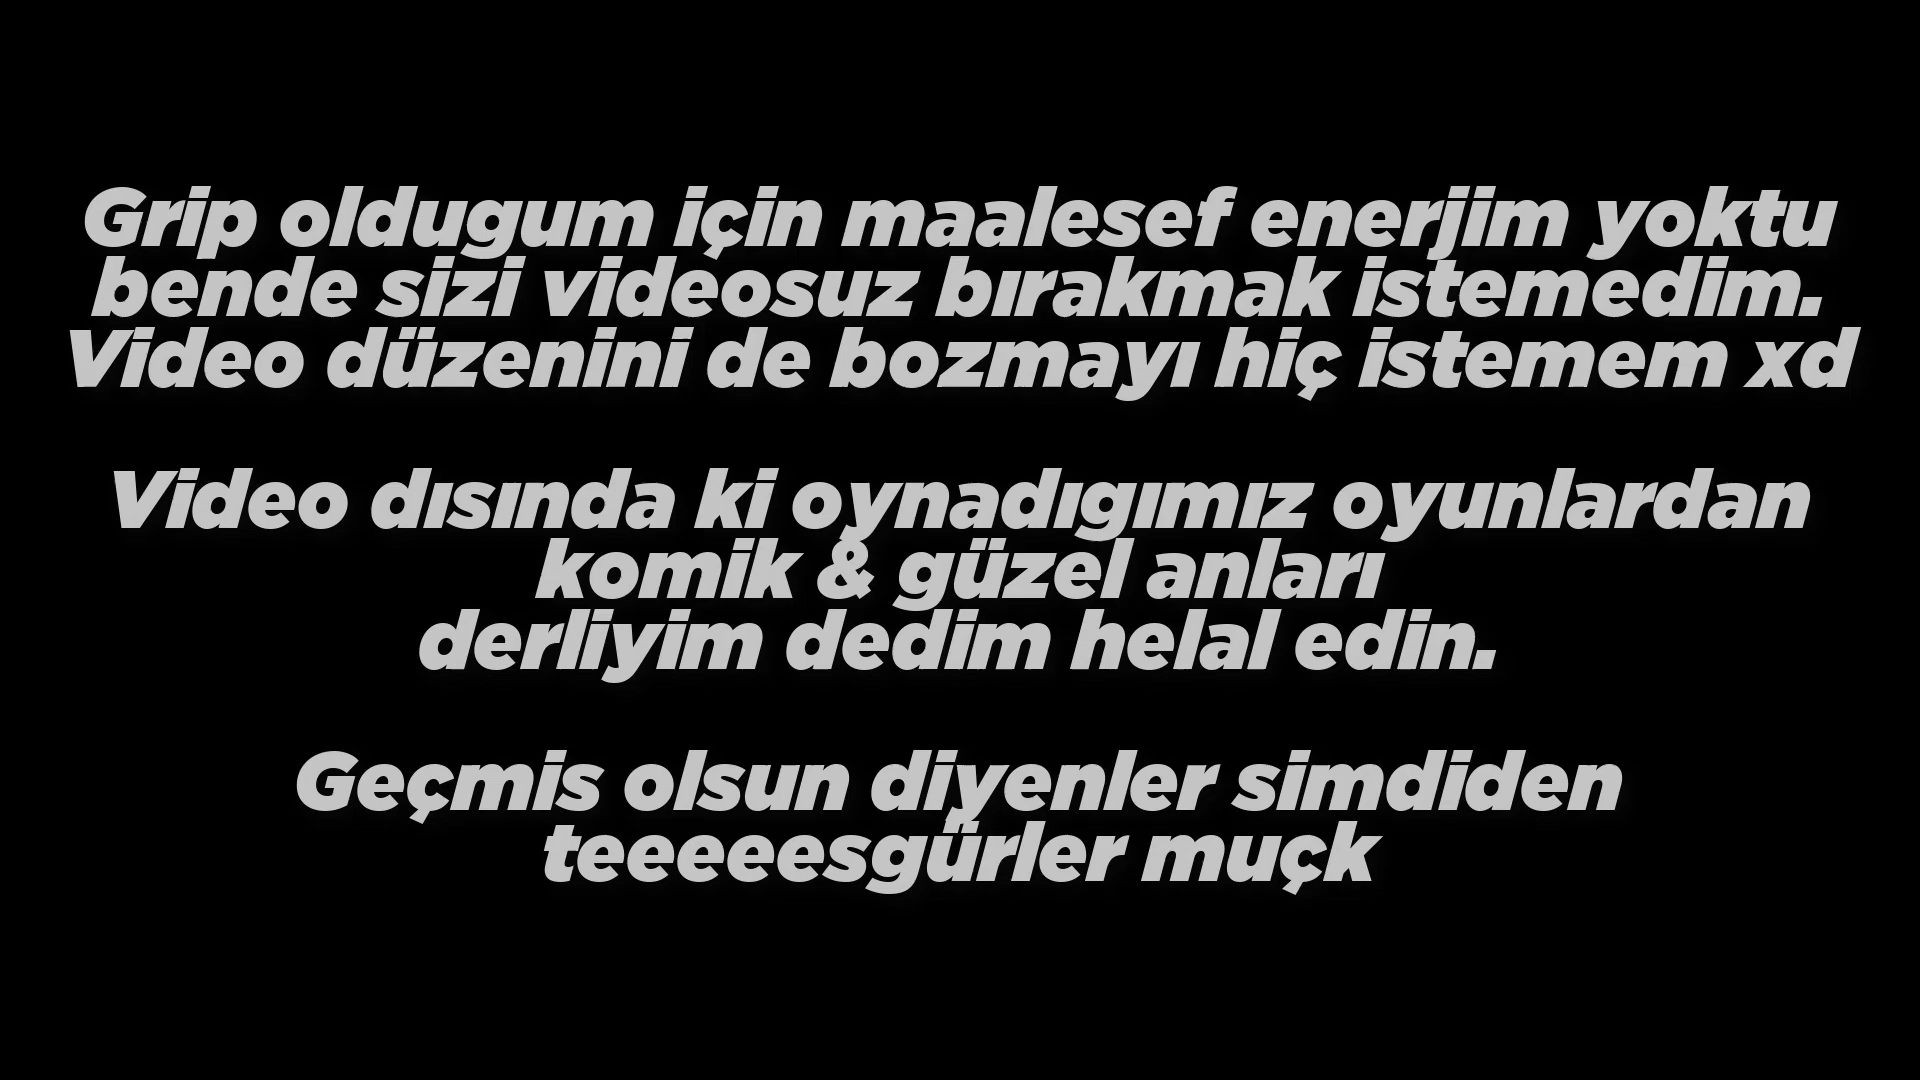 Grip oldugum için maalesef enerjim yoktu
bende sizi videosuz bırakmak istemedim.
Video düzenini de bozmayı hiç istemem xd
Video dısında ki oynadıgımız oyunlardan
komik & güzel anları
derliyim dedim helal edin.
Geçmis olsun diyenler simdiden
teeeeesgürler muçk